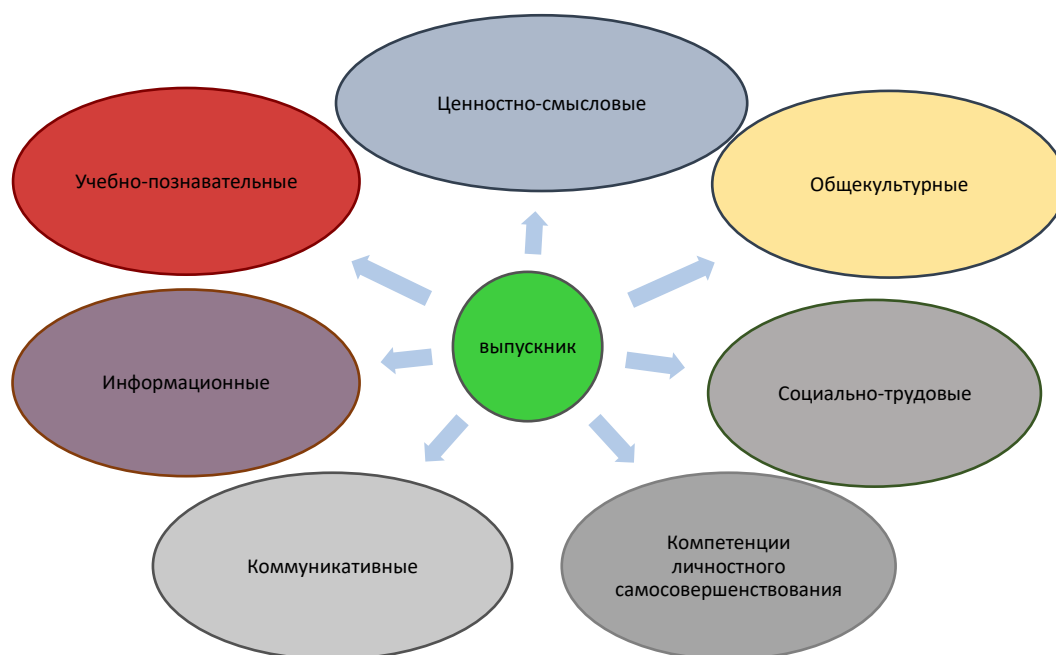 Ценностно-смысловые
Учебно-познавательные
Общекультурные
выпускник
Информационные
Социально-трудовые
Коммуникативные
Компетенции
личностного
самосовершенствования